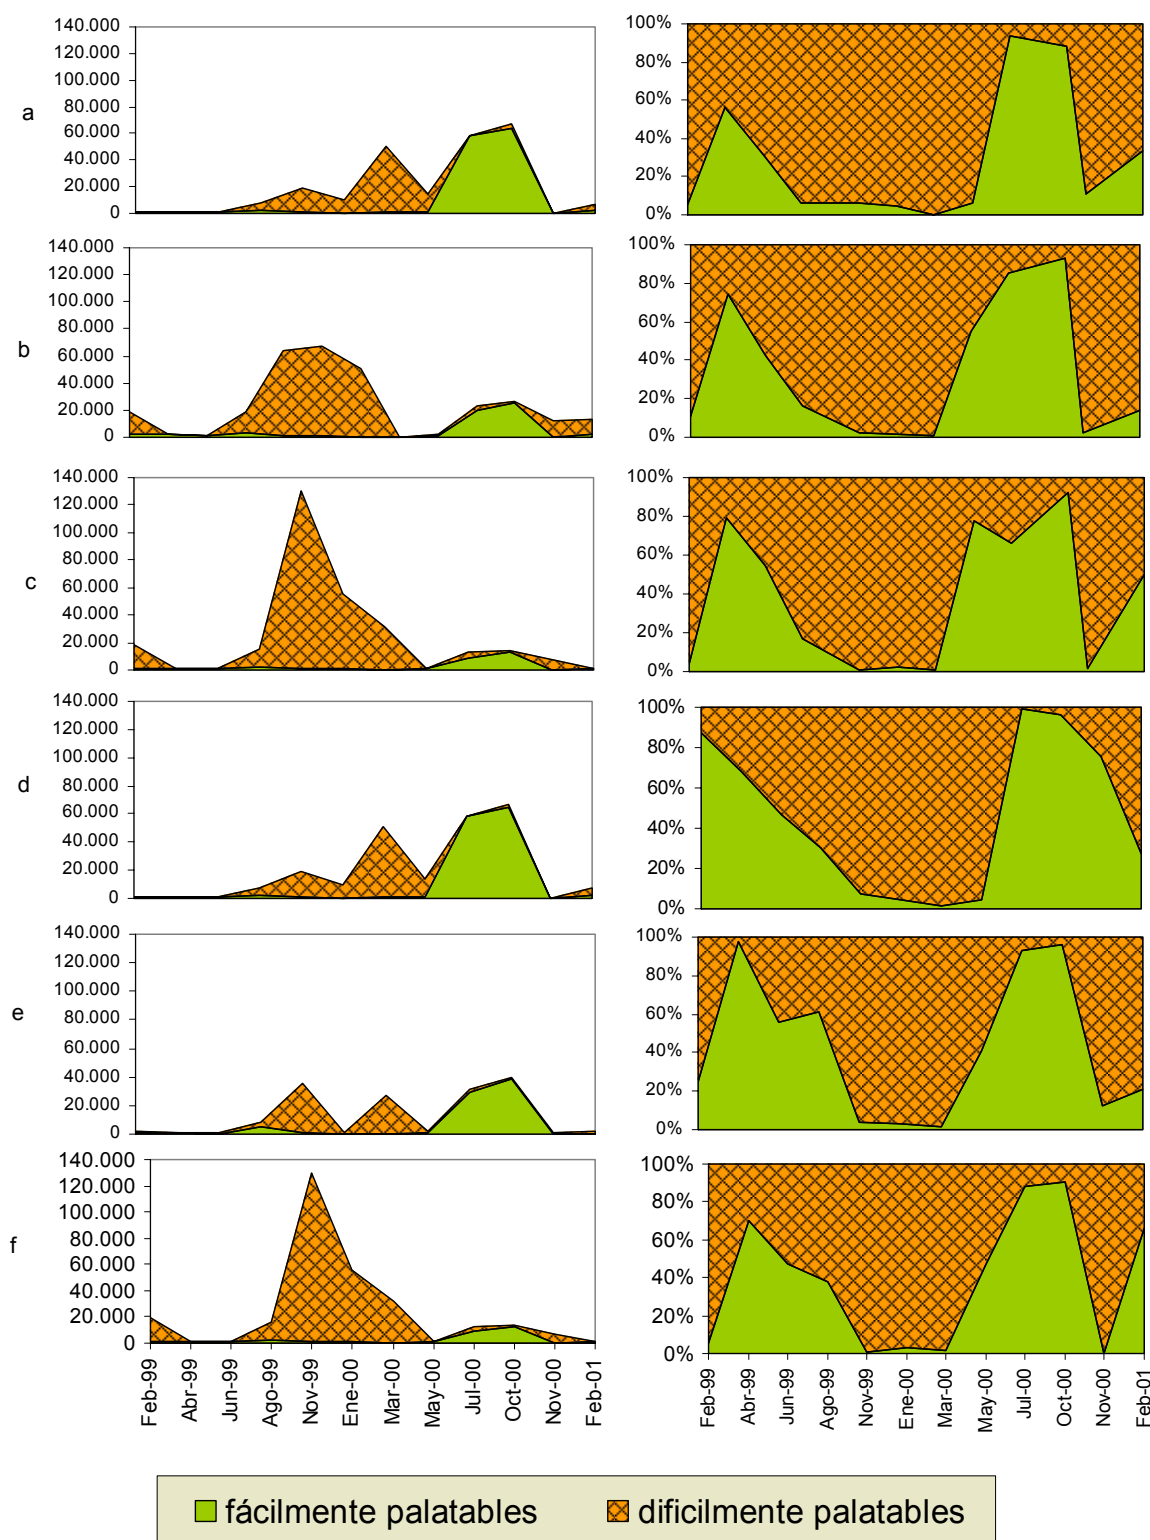 140.000
120.000
100.000
80.000
60.000
40.000
20.000
0
a
100%
80%
60%
40%
20%
0%
140.000
120.000
100.000
80.000
60.000
40.000
20.000
0
b
100%
80%
60%
40%
20%
0%
140.000
120.000
100.000
80.000
60.000
40.000
20.000
0
c
100%
80%
60%
40%
20%
0%
140.000
120.000
100.000
80.000
60.000
40.000
20.000
0
d
100%
80%
60%
40%
20%
0%
140.000
120.000
100.000
80.000
60.000
40.000
20.000
0
e
100%
80%
60%
40%
20%
0%
140.000
120.000
100.000
80.000
60.000
40.000
20.000
0
f
100%
80%
60%
40%
20%
0%
Feb-99
Abr-99
Jun-99
Ago-99
Nov-99
Ene-00
Mar-00
May-00
Jul-00
Oct-00
Nov-00
Feb-01
Feb-99
Abr-99
Jun-99
Ago-99
Nov-99
Ene-00
Mar-00
May-00
Jul-00
Oct-00
Nov-00
Feb-01
fácilmente palatables
dificilmente palatables